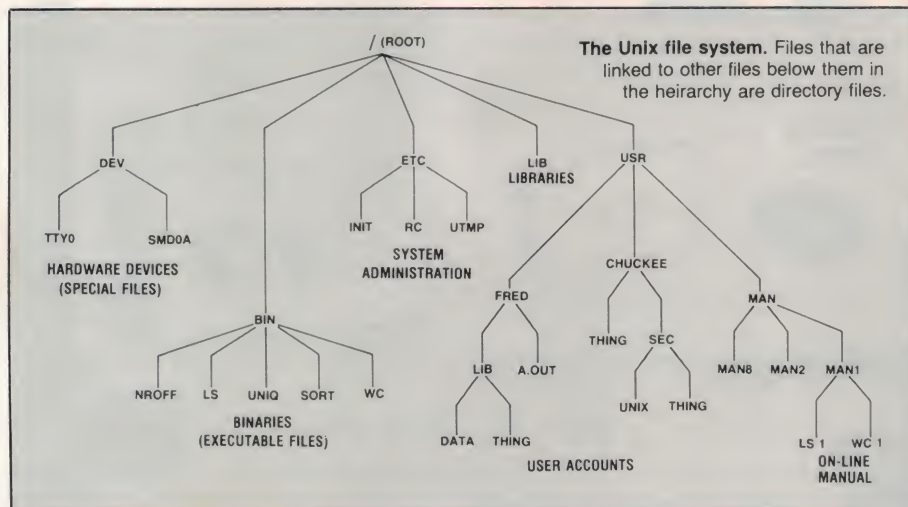 / (ROOT)
The Unix file system. Files that are
linked to other files below them in
the heirarchy are directory files.
DEV
ETC
LIB
LIBRARIES
USR
TTY0
SMD0A
HARDWARE DEVICES
(SPECIAL FILES)
INIT
RC
UTMP
SYSTEM
ADMINISTRATION
BIN
NROFF
LS
UNIQ
SORT
WC
BINARIES
(EXECUTABLE FILES)
FRED
CHUCKEE
MAN
LIB
A.OUT
THING
SEC
MAN8
MAN2
MAN1
DATA
THING
UNIX
THING
LS 1
WC 1
USER ACCOUNTS
ON-LINE
MANUAL